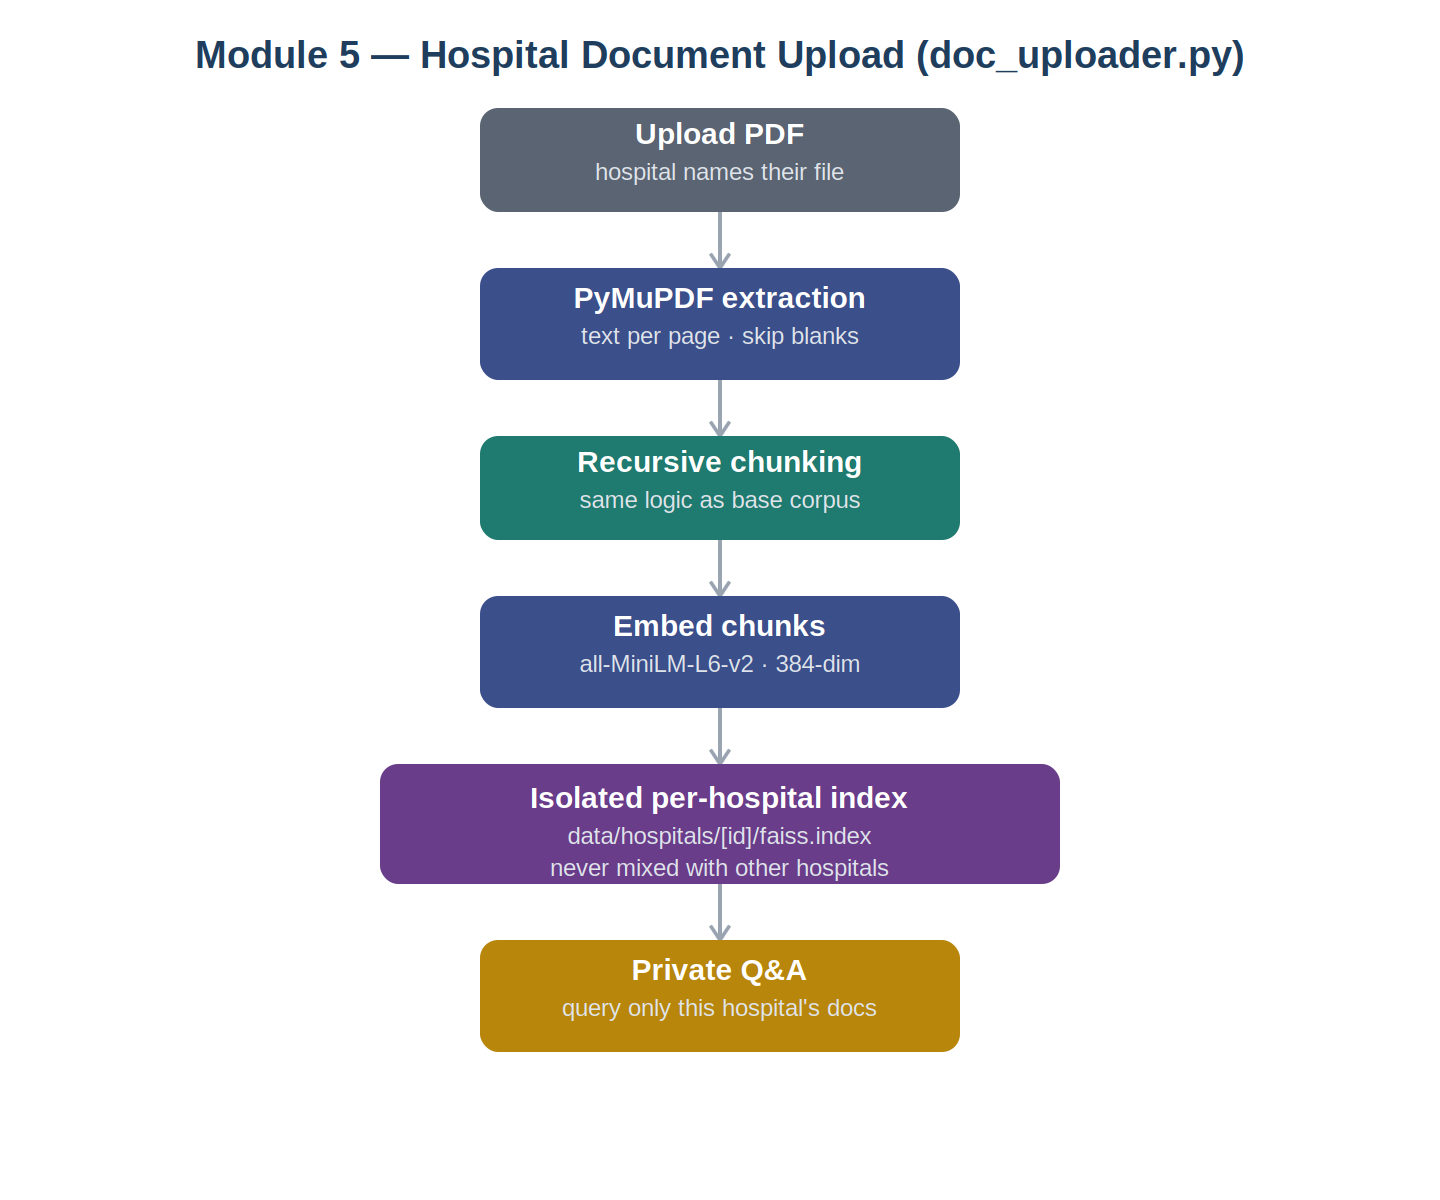 Module 5 — Hospital Document Upload (doc_uploader.py)
Upload PDF
hospital names their file
PyMuPDF extraction
text per page · skip blanks
Recursive chunking
same logic as base corpus
Embed chunks
all-MiniLM-L6-v2 · 384-dim
Isolated per-hospital index
data/hospitals/[id]/faiss.index
never mixed with other hospitals
Private Q&A
query only this hospital's docs